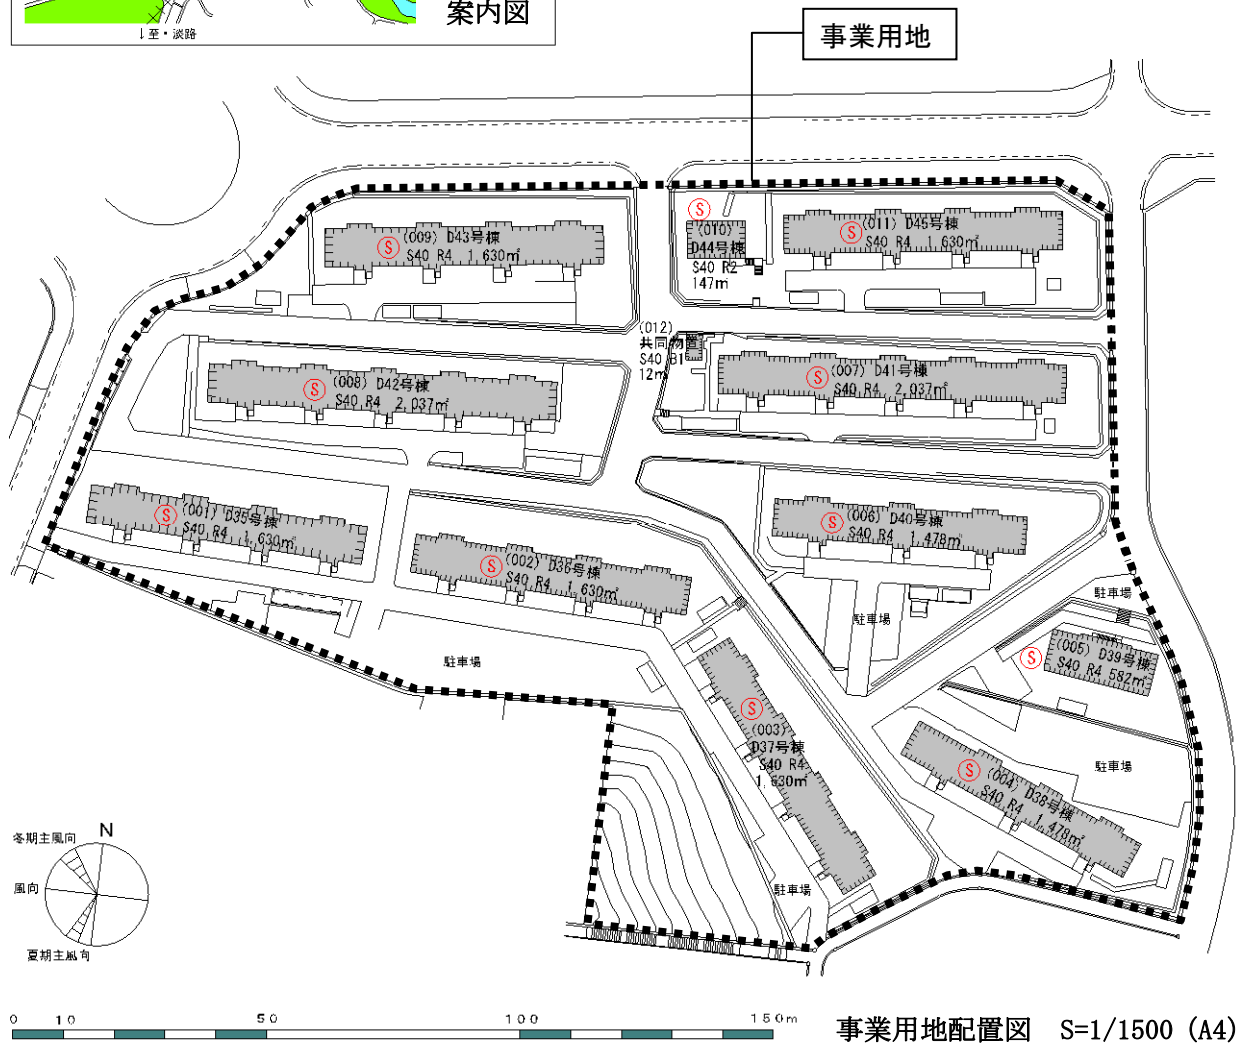 ↓至・淡路
案内図
事業用地
S
(009) D43号棟
S40 R4 1,630㎡
S
(010)
D44号棟
S40 R2
147㎡
S
(011) D45号棟
S40 R4 1,630㎡
(012)
共同物置
S40 B1
12㎡
S
(008) D42号棟
S40 R4 2,037㎡
S
(007) D41号棟
S40 R4 2,037㎡
S
(001) D35号棟
S40 R4 1,630㎡
S
(002) D36号棟
S40 R4 1,630㎡
S
(006) D40号棟
S40 R4 1,478㎡
駐車場
駐車場
S
(005) D39号棟
S40 R4 582㎡
駐車場
S
(003)
D37号棟
S40 R4
1,630㎡
S
(004) D38号棟
S40 R4 1,478㎡
駐車場
駐車場
N
冬期主風向
風向
夏期主風向
0 10 50 100 150m
事業用地配置図 S=1/1500 (A4)